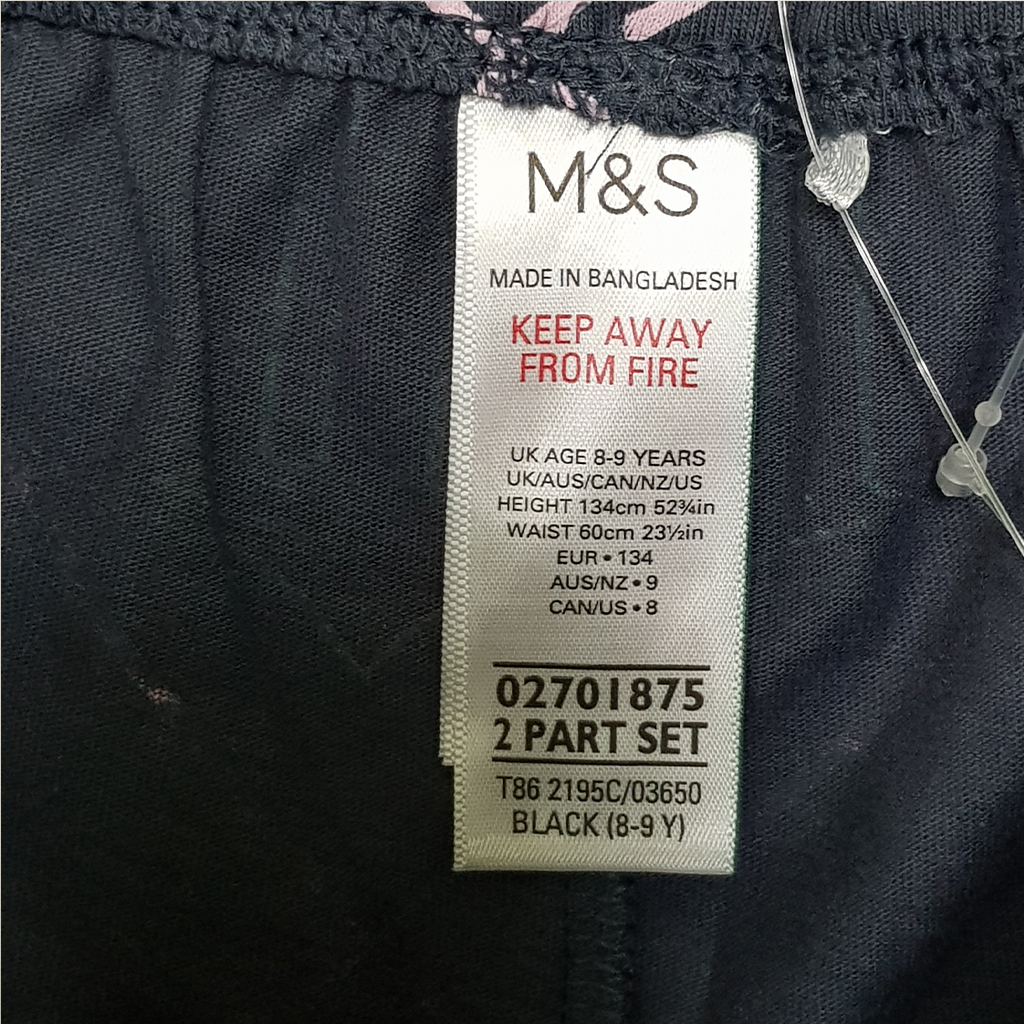 M&S
MADE IN BANGLADESH
KEEP AWAY
FROM FIRE
UK AGE 8-9 YEARS
UK/AUS/CAN/NZ/US
HEIGHT 134cm 52¾in
WAIST 60cm 23½in
EUR • 134
AUS/NZ • 9
CAN/US • 8
02701875
2 PART SET
T86 2195C/03650
BLACK (8-9 Y)